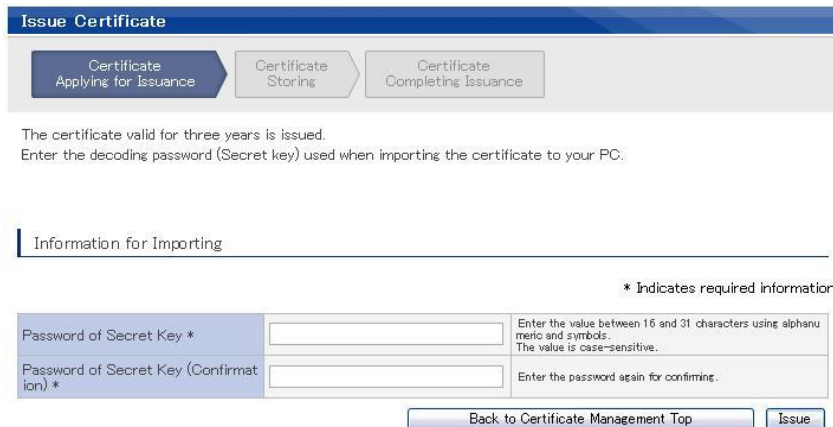 Issue Certificate
Certificate
Applying for Issuance
Certificate
Storing
Certificate
Completing Issuance
The certificate valid for three years is issued.
Enter the decoding password (Secret key) used when importing the certificate to your PC.
Information for Importing
* Indicates required information
Password of Secret Key *
Enter the value between 16 and 31 characters using alphanu
meric and symbols.
The value is case-sensitive.
Password of Secret Key (Confirmat
ion) *
Enter the password again for confirming.
Back to Certificate Management Top
Issue